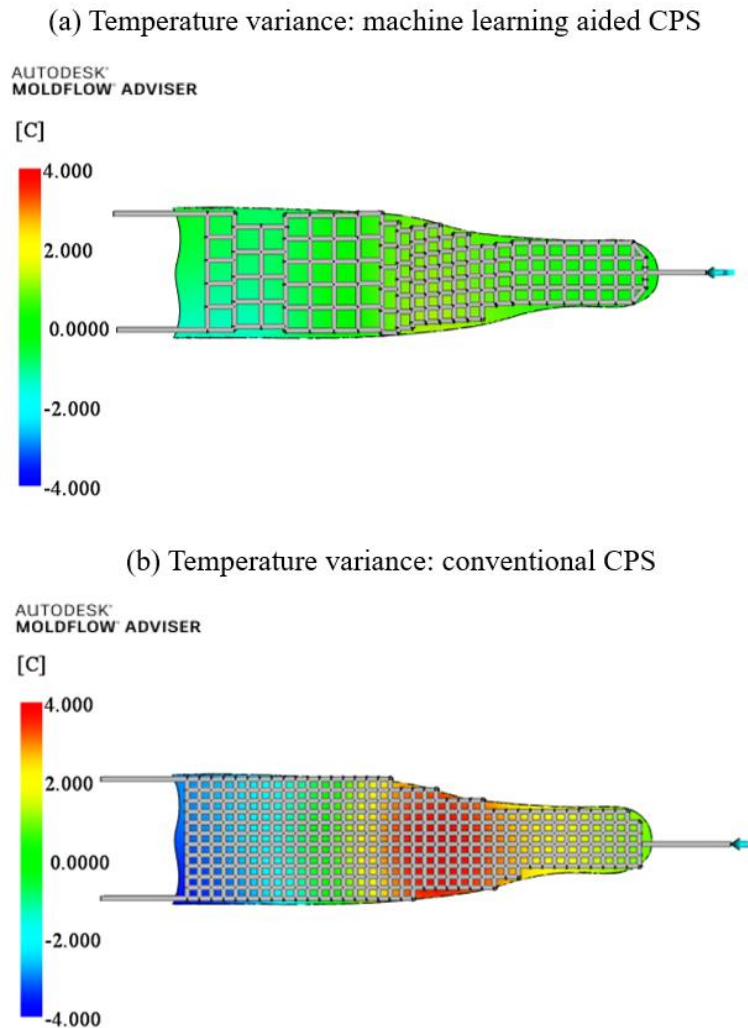 (a) Temperature variance: machine learning aided CPS
AUTODESK®
MOLDFLOW® ADVISER
[C]
4.000
2.000
0.0000
-2.000
-4.000
(b) Temperature variance: conventional CPS
AUTODESK®
MOLDFLOW® ADVISER
[C]
4.000
2.000
0.0000
-2.000
-4.000